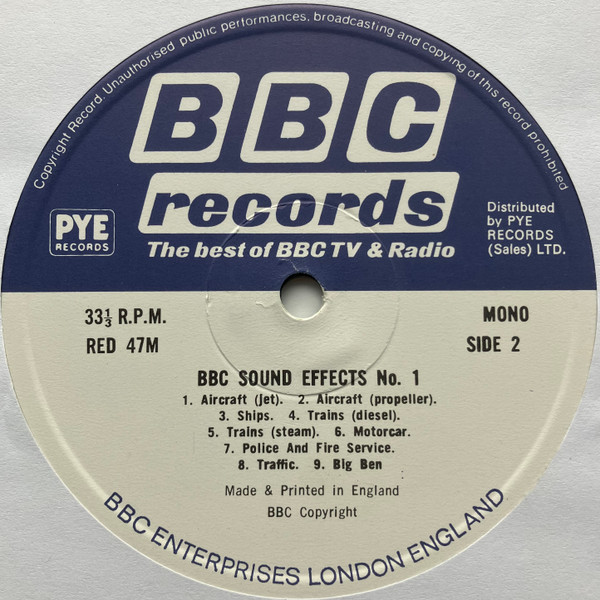 Copyright Record. Unauthorised public performances, broadcasting and copying of this record prohibited
BBC
records
The best of BBC TV & Radio
PYE
RECORDS
Distributed
by PYE
RECORDS
(Sales) LTD.
33⅓ R.P.M.
MONO
RED 47M
SIDE 2
BBC SOUND EFFECTS No. 1
1. Aircraft (jet). 2. Aircraft (propeller).
3. Ships. 4. Trains (diesel).
5. Trains (steam). 6. Motorcar.
7. Police And Fire Service.
8. Traffic. 9. Big Ben
Made & Printed in England
BBC Copyright
BBC ENTERPRISES LONDON ENGLAND